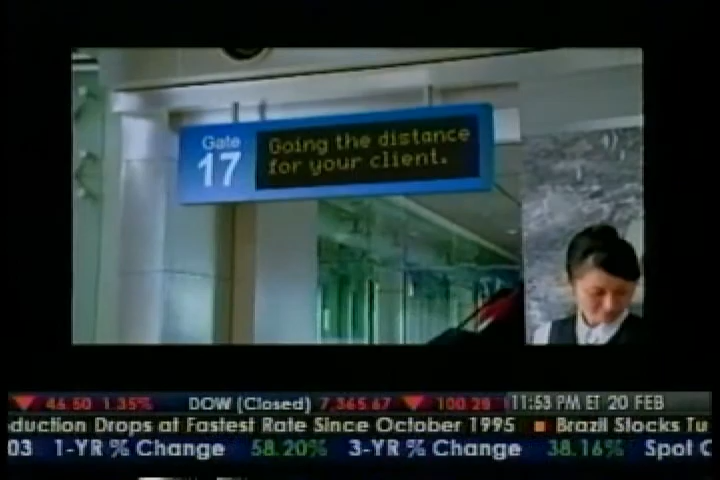 Gate
17
Going the distance
for your client.
46.50 1.35% DOW (Closed) 7,365.67 100.28 11:53 PM ET 20 FEB
duction Drops at Fastest Rate Since October 1995 Brazil Stocks Tu
03 1-YR % Change 58.20% 3-YR % Change 38.16% Spot C